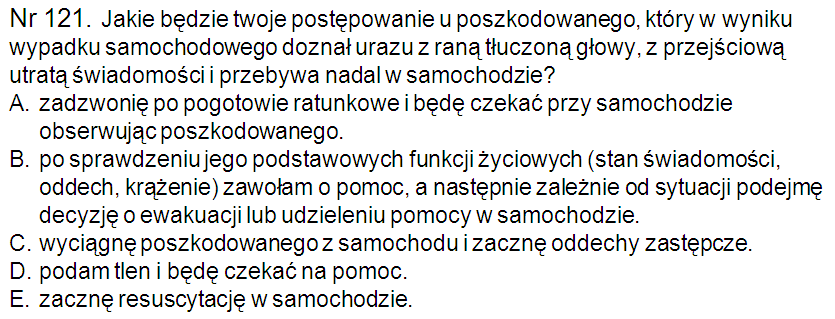 Nr 121. Jakie będzie twoje postępowanie u poszkodowanego, który w wyniku
wypadku samochodowego doznał urazu z raną tłuczoną głowy, z przejściową
utratą świadomości i przebywa nadal w samochodzie?
A. zadzwonię po pogotowie ratunkowe i będę czekać przy samochodzie
obserwując poszkodowanego.
B. po sprawdzeniu jego podstawowych funkcji życiowych (stan świadomości,
oddech, krążenie) zawołam o pomoc, a następnie zależnie od sytuacji podejmę
decyzję o ewakuacji lub udzieleniu pomocy w samochodzie.
C. wyciągnę poszkodowanego z samochodu i zacznę oddechy zastępcze.
D. podam tlen i będę czekać na pomoc.
E. zacznę resuscytację w samochodzie.